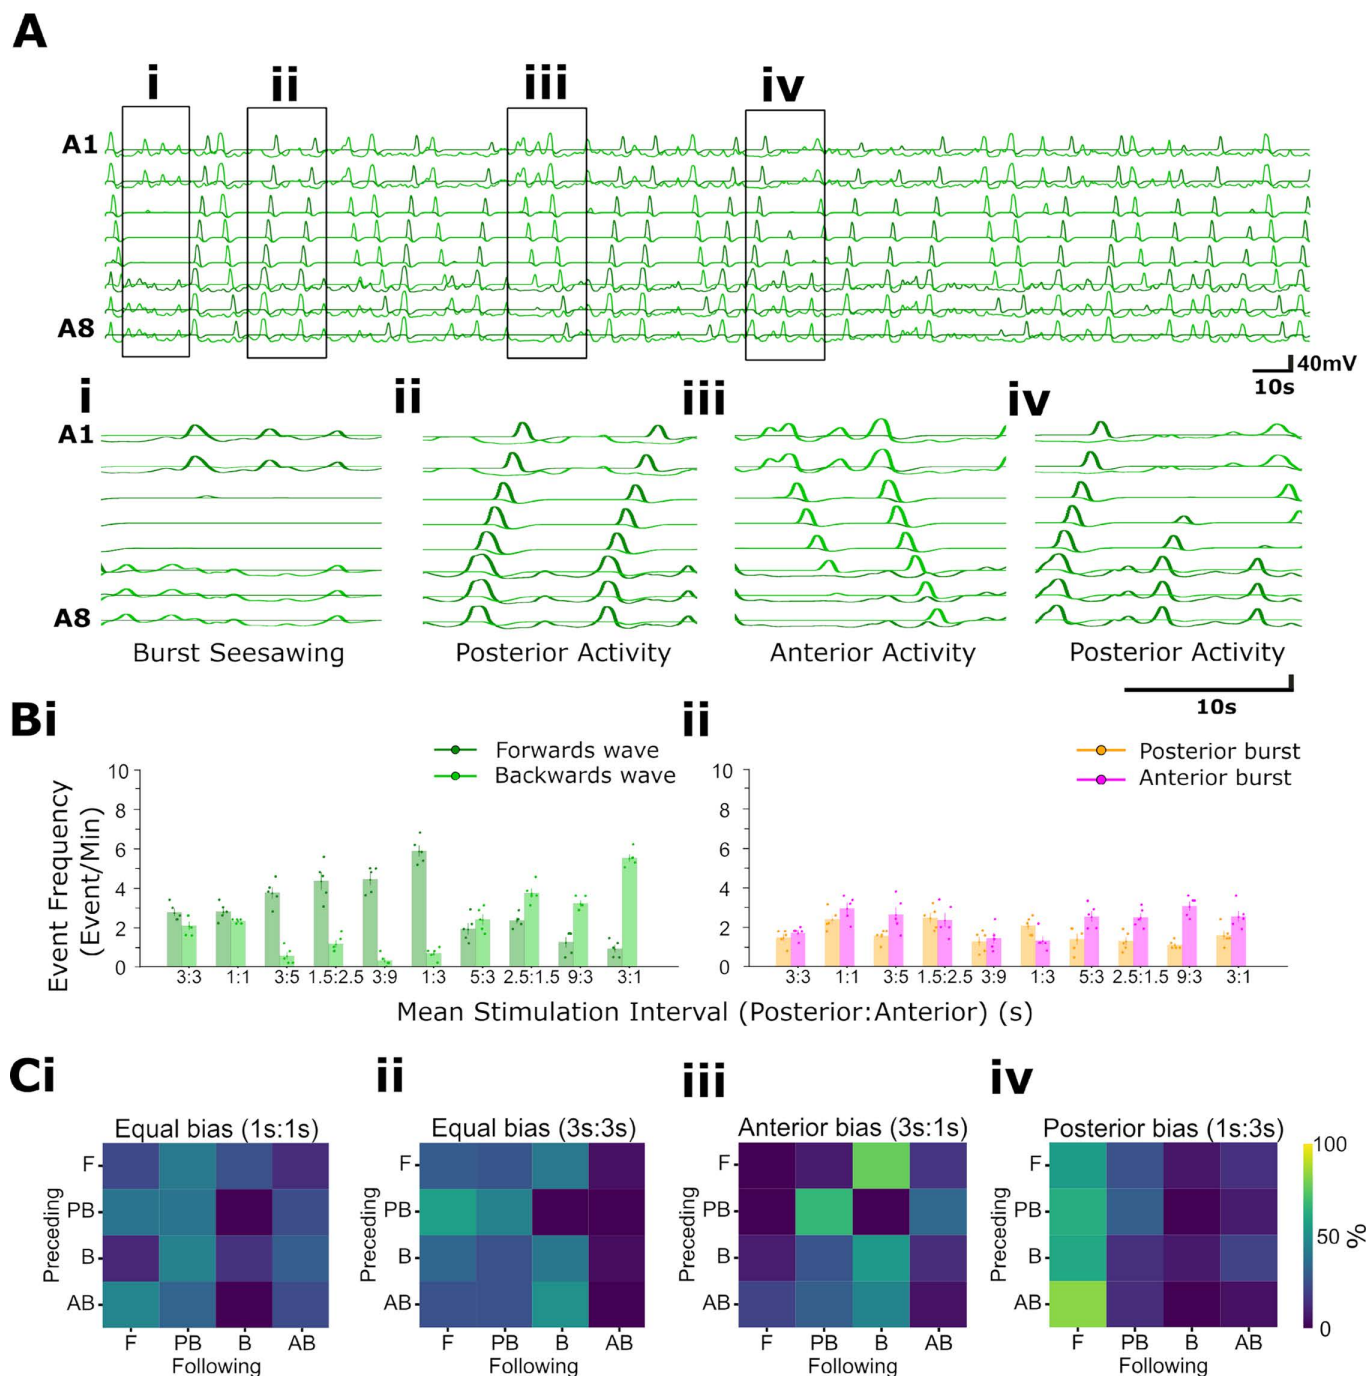 A
i ii iii iv
A1
A8
40mV
10s
i ii iii iv
A1
A8
Burst Seesawing Posterior Activity Anterior Activity Posterior Activity
10s
Bi ii
Forwards wave
Backwards wave
Posterior burst
Anterior burst
Event Frequency
(Event/Min)
10 8 6 4 2 0
10 8 6 4 2 0
3:3 1:1 3:5 1.5:2.5 3:9 1:3 5:3 2.5:1.5 9:3 3:1
3:3 1:1 3:5 1.5:2.5 3:9 1:3 5:3 2.5:1.5 9:3 3:1
Mean Stimulation Interval (Posterior:Anterior) (s)
Ci ii iii iv
Equal bias (1s:1s) Equal bias (3s:3s) Anterior bias (3s:1s) Posterior bias (1s:3s)
Preceding Preceding Preceding Preceding
F F F F
PB PB PB PB
B B B B
AB AB AB AB
100
50
0
%
F PB B AB F PB B AB F PB B AB F PB B AB
Following Following Following Following